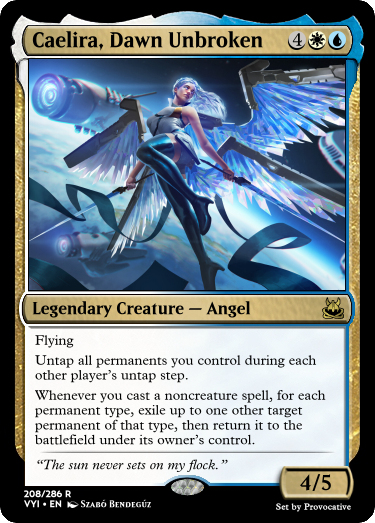 Caelira, Dawn Unbroken 4
Legendary Creature — Angel
Flying
Untap all permanents you control during each
other player's untap step.
Whenever you cast a noncreature spell, for each
permanent type, exile up to one other target
permanent of that type, then return it to the
battlefield under its owner's control.
“The sun never sets on my flock.”
4/5
208/286 R
VYI • EN Szabó Bendegúz
Set by Provocative